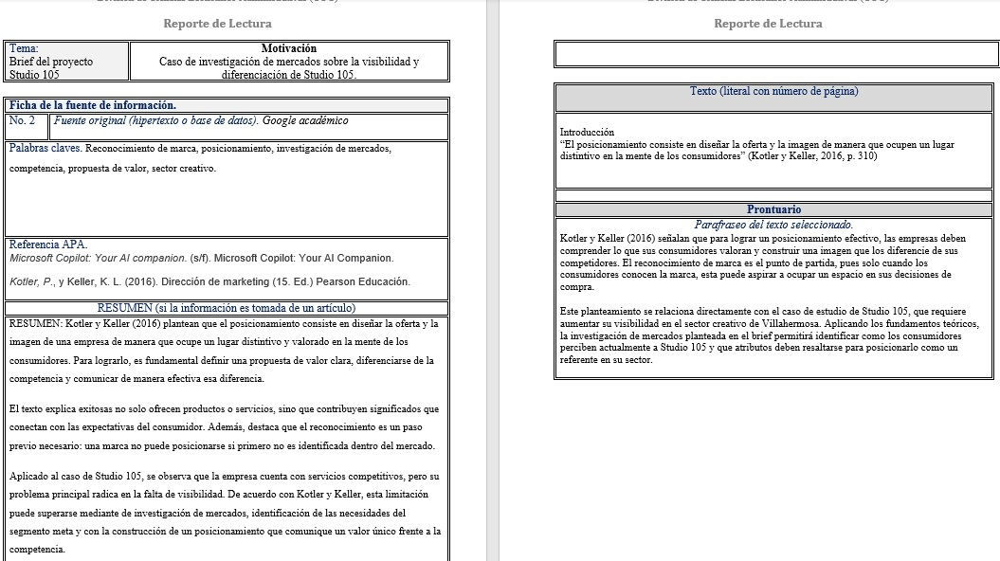 Reporte de Lectura
Tema:
Brief del proyecto
Studio 105
Motivación
Caso de investigación de mercados sobre la visibilidad y
diferenciación de Studio 105.
Ficha de la fuente de información.
No. 2
Fuente original (hipertexto o base de datos). Google académico
Palabras claves. Reconocimiento de marca, posicionamiento, investigación de mercados,
competencia, propuesta de valor, sector creativo.
Referencia APA.
Microsoft Copilot: Your AI companion. (s/f). Microsoft Copilot: Your AI Companion.
Kotler, P., y Keller, K. L. (2016). Dirección de marketing (15. Ed.) Pearson Educación.
RESUMEN (si la información es tomada de un artículo)
RESUMEN: Kotler y Keller (2016) plantean que el posicionamiento consiste en diseñar la oferta y la
imagen de una empresa de manera que ocupe un lugar distintivo y valorado en la mente de los
consumidores. Para lograrlo, es fundamental definir una propuesta de valor clara, diferenciarse de la
competencia y comunicar de manera efectiva esa diferencia.
El texto explica exitosas no solo ofrecen productos o servicios, sino que contribuyen significados que
conectan con las expectativas del consumidor. Además, destaca que el reconocimiento es un paso
previo necesario: una marca no puede posicionarse si primero no es identificada dentro del mercado.
Aplicado al caso de Studio 105, se observa que la empresa cuenta con servicios competitivos, pero su
problema principal radica en la falta de visibilidad. De acuerdo con Kotler y Keller, esta limitación
puede superarse mediante de investigación de mercados, identificación de las necesidades del
segmento meta y con la construcción de un posicionamiento que comunique un valor único frente a la
competencia.
Reporte de Lectura
Texto (literal con número de página)
Introducción
“El posicionamiento consiste en diseñar la oferta y la imagen de manera que ocupen un lugar
distintivo en la mente de los consumidores” (Kotler y Keller, 2016, p. 310)
Prontuario
Parafraseo del texto seleccionado.
Kotler y Keller (2016) señalan que para lograr un posicionamiento efectivo, las empresas deben
comprender lo que sus consumidores valoran y construir una imagen que los diferencie de sus
competidores. El reconocimiento de marca es el punto de partida, pues solo cuando los
consumidores conocen la marca, esta puede aspirar a ocupar un espacio en sus decisiones de
compra.
Este planteamiento se relaciona directamente con el caso de estudio de Studio 105, que requiere
aumentar su visibilidad en el sector creativo de Villahermosa. Aplicando los fundamentos teóricos,
la investigación de mercados planteada en el brief permitirá identificar como los consumidores
perciben actualmente a Studio 105 y que atributos deben resaltarse para posicionarlo como un
referente en su sector.